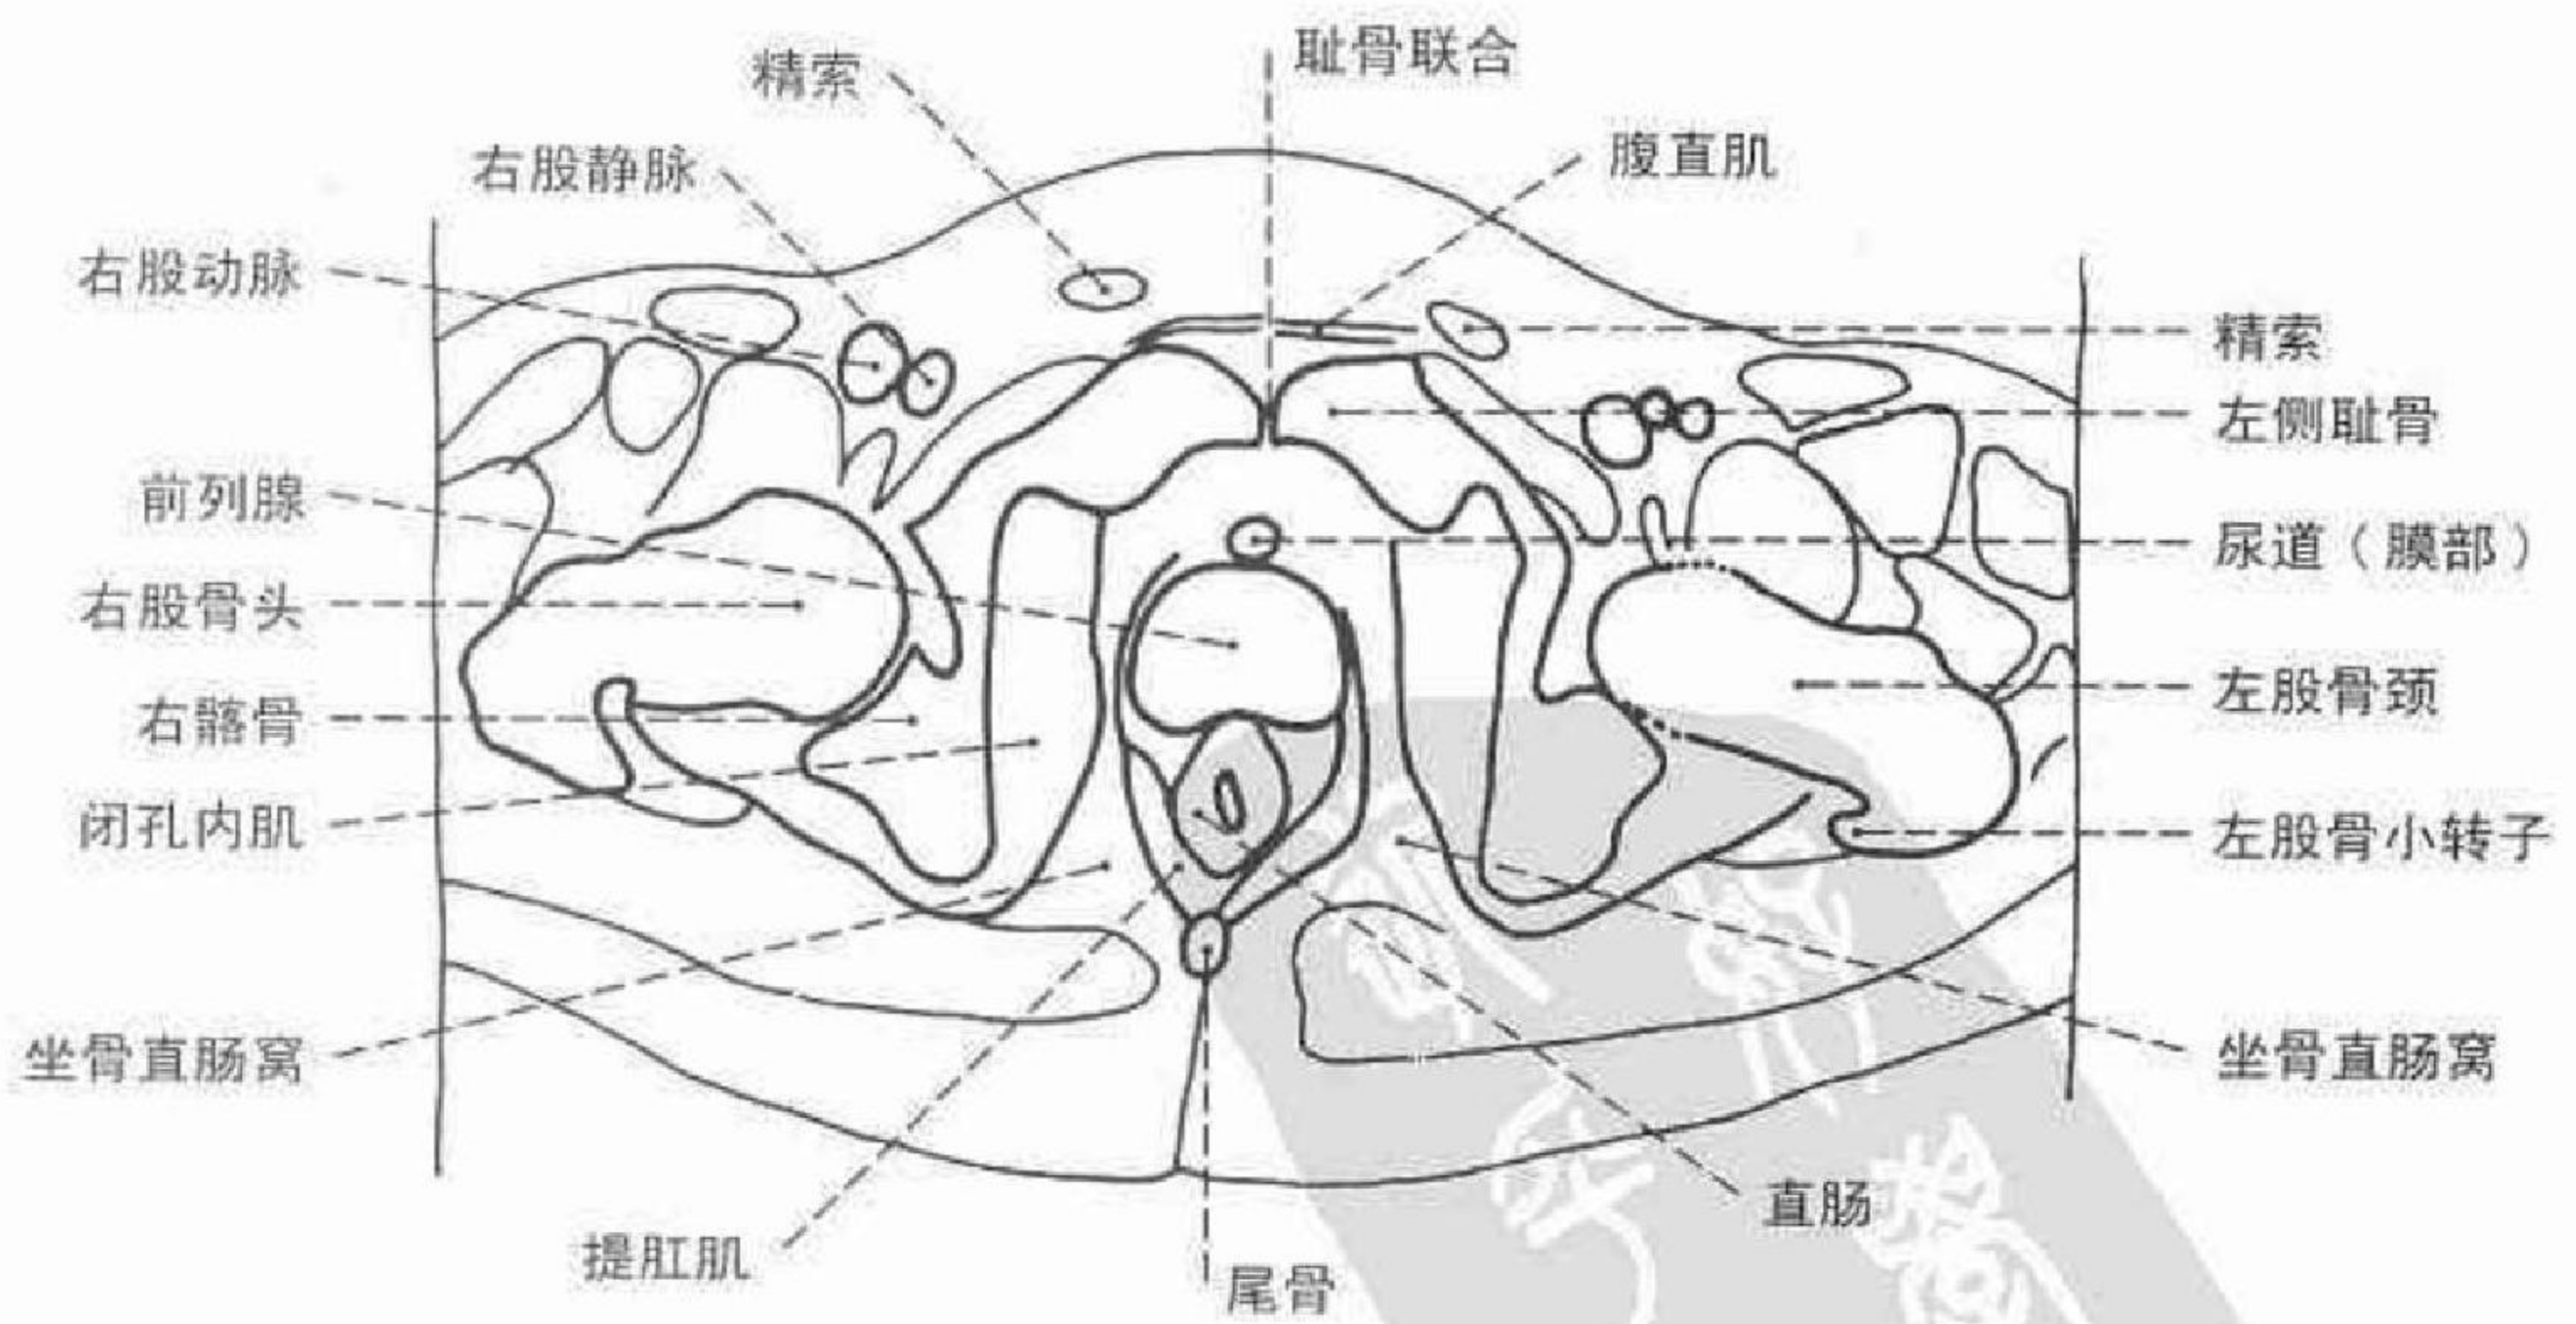 耻骨联合
精索
腹直肌
右股静脉
右股动脉
精索
左侧耻骨
前列腺
尿道（膜部）
右股骨头
左股骨颈
右髂骨
闭孔内肌
左股骨小转子
坐骨直肠窝
坐骨直肠窝
直肠
提肛肌
尾骨